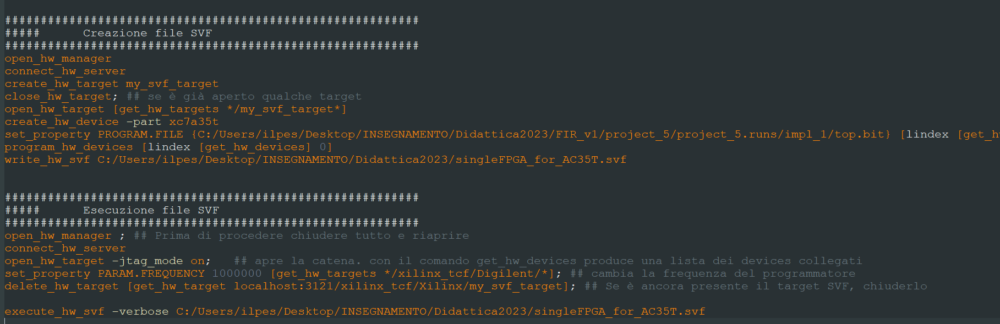 ##########################################################
#####      Creazione file SVF
##########################################################
open_hw_manager
connect_hw_server
create_hw_target my_svf_target
close_hw_target; ## se è già aperto qualche target
open_hw_target [get_hw_targets */my_svf_target*]
create_hw_device -part xc7a35t
set_property PROGRAM.FILE {C:/Users/ilpes/Desktop/INSEGNAMENTO/Didattica2023/FIR_v1/project_5/project_5.runs/impl_1/top.bit} [lindex [get_h
program_hw_devices [lindex [get_hw_devices] 0]
write_hw_svf C:/Users/ilpes/Desktop/INSEGNAMENTO/Didattica2023/singleFPGA_for_AC35T.svf
##########################################################
#####      Esecuzione file SVF
##########################################################
open_hw_manager ; ## Prima di procedere chiudere tutto e riaprire
connect_hw_server
open_hw_target -jtag_mode on;   ## apre la catena. con il comando get_hw_devices produce una lista dei devices collegati
set_property PARAM.FREQUENCY 1000000 [get_hw_targets */xilinx_tcf/Digilent/*]; ## cambia la frequenza del programmatore
delete_hw_target [get_hw_target localhost:3121/xilinx_tcf/Xilinx/my_svf_target]; ## Se è ancora presente il target SVF, chiuderlo
execute_hw_svf -verbose C:/Users/ilpes/Desktop/INSEGNAMENTO/Didattica2023/singleFPGA_for_AC35T.svf